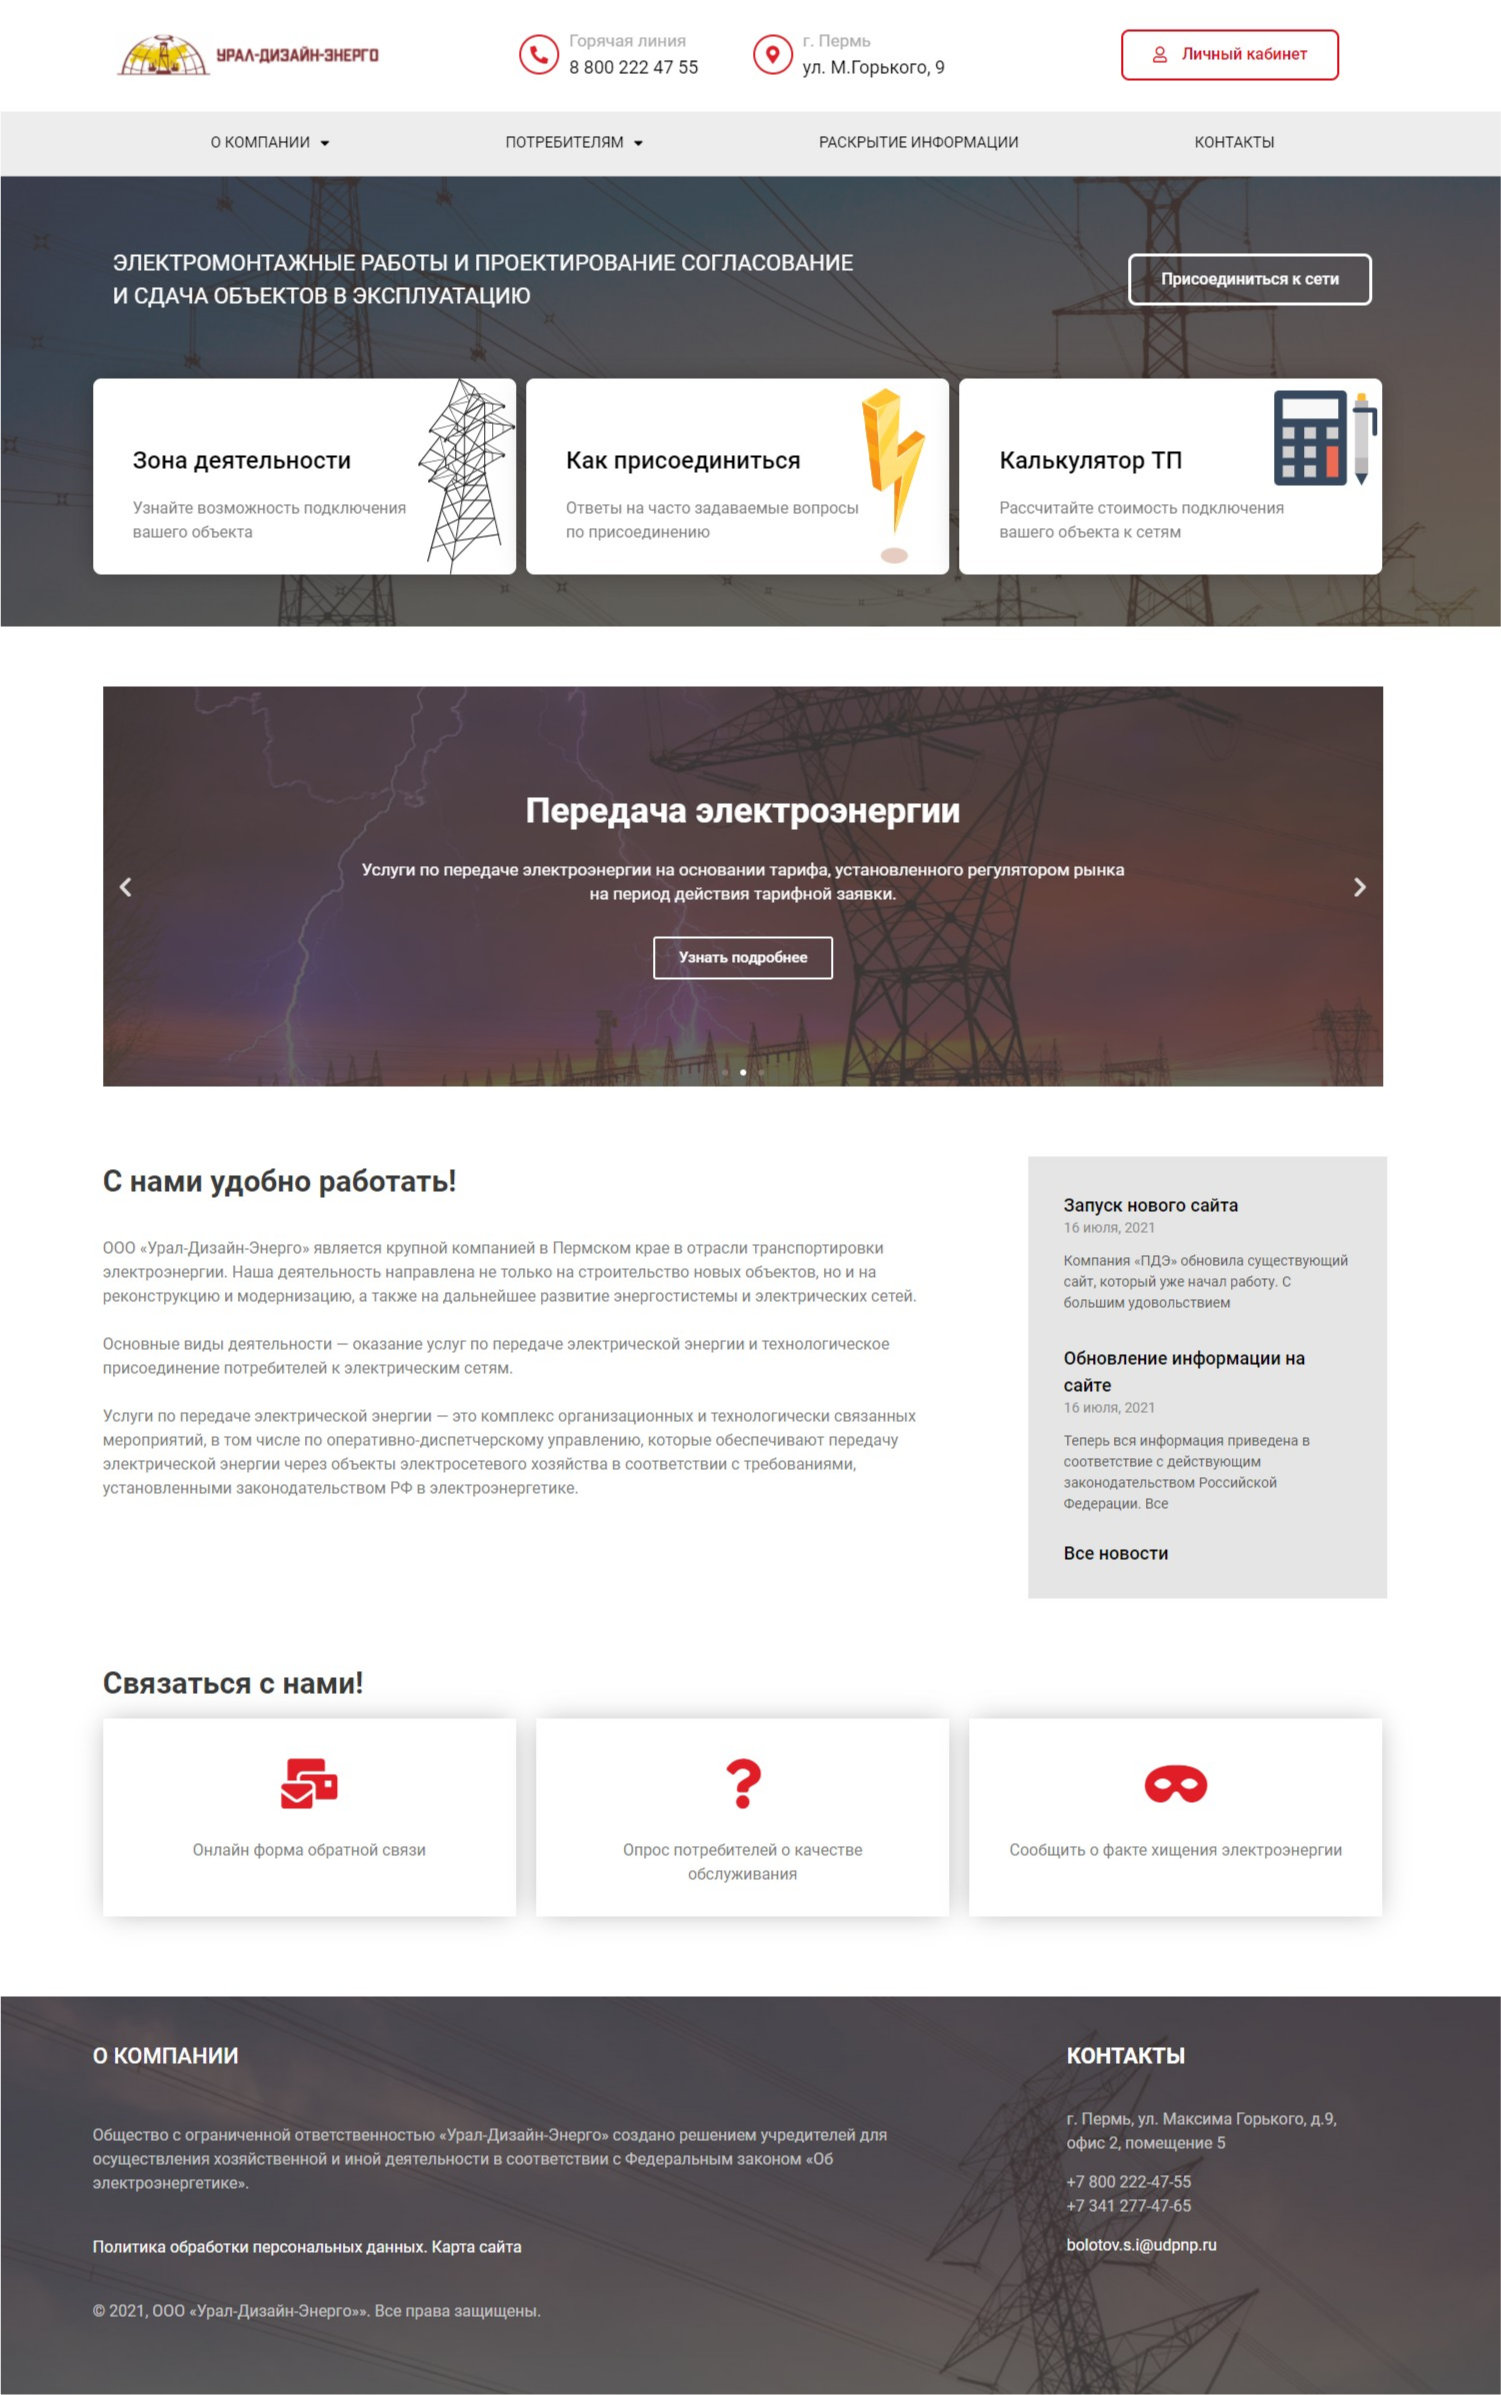 УРАЛ-ДИЗАЙН-ЭНЕРГО
Горячая линия
8 800 222 47 55
г. Пермь
ул. М.Горького, 9
Личный кабинет
О КОМПАНИИ
ПОТРЕБИТЕЛЯМ
РАСКРЫТИЕ ИНФОРМАЦИИ
КОНТАКТЫ
ЭЛЕКТРОМОНТАЖНЫЕ РАБОТЫ И ПРОЕКТИРОВАНИЕ СОГЛАСОВАНИЕ
И СДАЧА ОБЪЕКТОВ В ЭКСПЛУАТАЦИЮ
Присоединиться к сети
Зона деятельности
Узнайте возможность подключения
вашего объекта
Как присоединиться
Ответы на часто задаваемые вопросы
по присоединению
Калькулятор ТП
Рассчитайте стоимость подключения
вашего объекта к сетям
Передача электроэнергии
Услуги по передаче электроэнергии на основании тарифа, установленного регулятором рынка
на период действия тарифной заявки.
Узнать подробнее
С нами удобно работать!
ООО «Урал-Дизайн-Энерго» является крупной компанией в Пермском крае в отрасли транспортировки
электроэнергии. Наша деятельность направлена не только на строительство новых объектов, но и на
реконструкцию и модернизацию, а также на дальнейшее развитие энергостистемы и электрических сетей.
Основные виды деятельности — оказание услуг по передаче электрической энергии и технологическое
присоединение потребителей к электрическим сетям.
Услуги по передаче электрической энергии — это комплекс организационных и технологически связанных
мероприятий, в том числе по оперативно-диспетчерскому управлению, которые обеспечивают передачу
электрической энергии через объекты электросетевого хозяйства в соответствии с требованиями,
установленными законодательством РФ в электроэнергетике.
Запуск нового сайта
16 июля, 2021
Компания «ПДЭ» обновила существующий
сайт, который уже начал работу. С
большим удовольствием
Обновление информации на
сайте
16 июля, 2021
Теперь вся информация приведена в
соответствие с действующим
законодательством Российской
Федерации. Все
Все новости
Связаться с нами!
Онлайн форма обратной связи
Опрос потребителей о качестве
обслуживания
Сообщить о факте хищения электроэнергии
О КОМПАНИИ
Общество с ограниченной ответственностью «Урал-Дизайн-Энерго» создано решением учредителей для
осуществления хозяйственной и иной деятельности в соответствии с Федеральным законом «Об
электроэнергетике».
Политика обработки персональных данных. Карта сайта
© 2021, ООО «Урал-Дизайн-Энерго»». Все права защищены.
КОНТАКТЫ
г. Пермь, ул. Максима Горького, д.9,
офис 2, помещение 5
+7 800 222-47-55
+7 341 277-47-65
bolotov.s.i@udpnp.ru